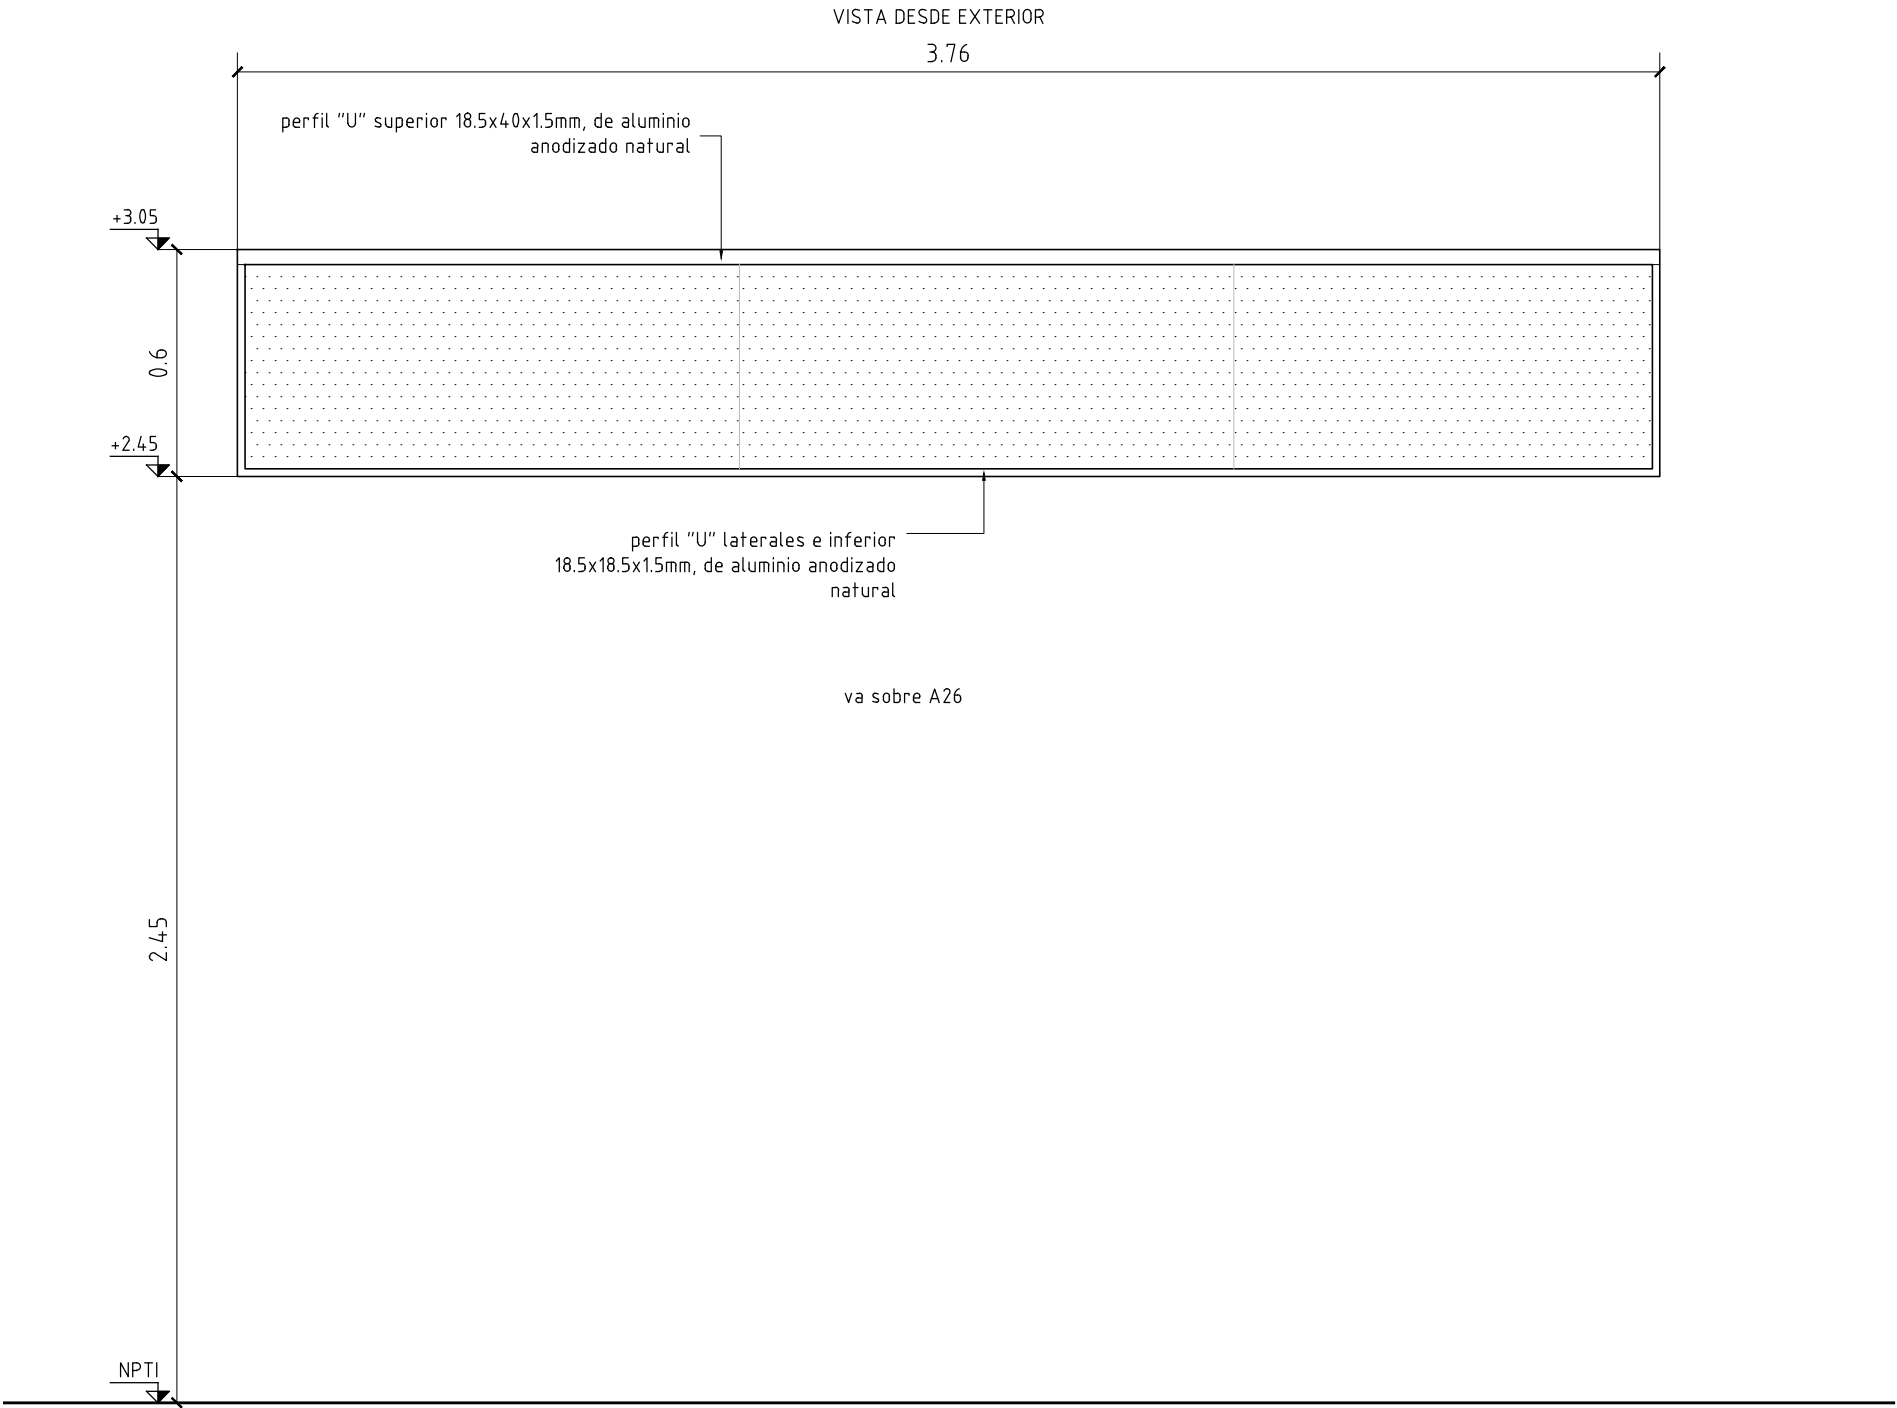 VISTA DESDE EXTERIOR
3.76
perfil "U" superior 18.5x40x1.5mm, de aluminio
anodizado natural
+3.05
0.6
+2.45
perfil "U" laterales e inferior
18.5x18.5x1.5mm, de aluminio anodizado
natural
va sobre A26
2.45
NPTI